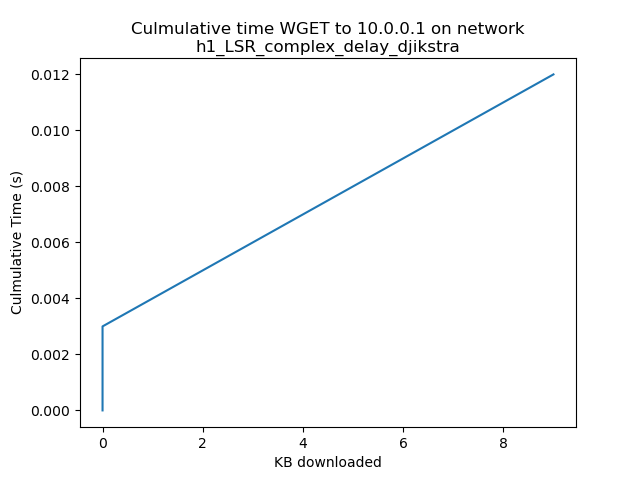 Culmulative time WGET to 10.0.0.1 on network
h1_LSR_complex_delay_djikstra
0.012
0.010
0.008
0.006
0.004
0.002
0.000
Culmulative Time (s)
0 2 4 6 8
KB downloaded